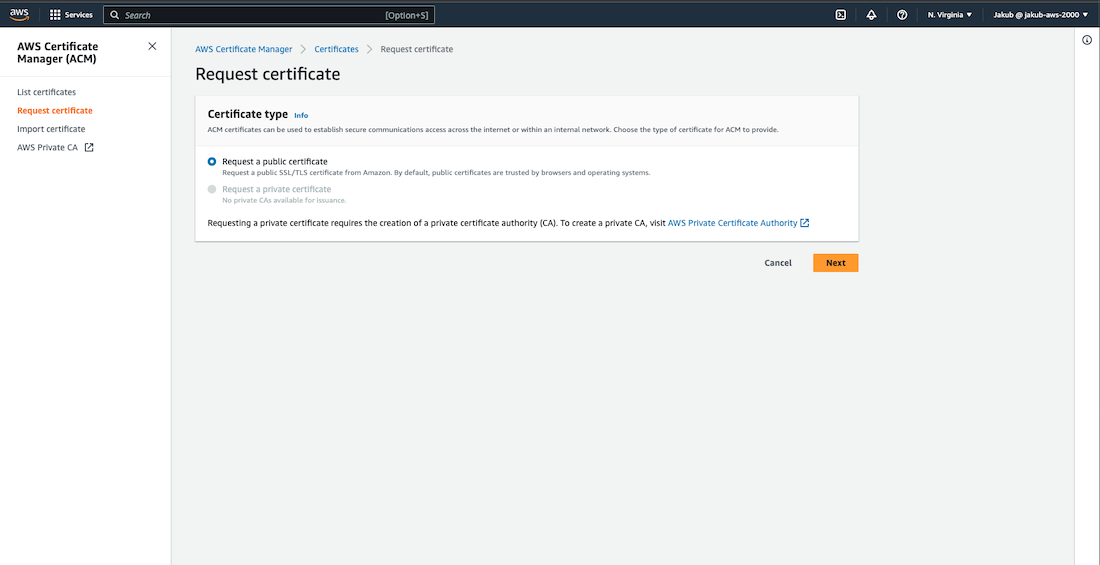 aws
Services
Search
[Option+S]
N. Virginia
Jakub @ jakub-aws-2000
AWS Certificate
Manager (ACM)
List certificates
Request certificate
Import certificate
AWS Private CA
AWS Certificate Manager
Certificates
Request certificate
Request certificate
Certificate type Info
ACM certificates can be used to establish secure communications access across the internet or within an internal network. Choose the type of certificate for ACM to provide.
Request a public certificate
Request a public SSL/TLS certificate from Amazon. By default, public certificates are trusted by browsers and operating systems.
Request a private certificate
No private CAs available for issuance.
Requesting a private certificate requires the creation of a private certificate authority (CA). To create a private CA, visit AWS Private Certificate Authority
Cancel
Next